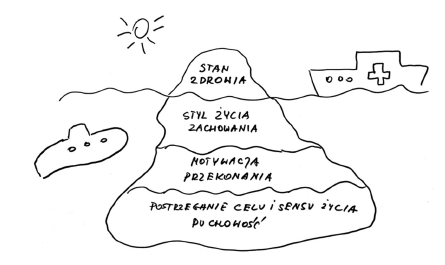 STAN
ZDROWIA
STYL ŻYCIA
ZACHOWANIA
MOTYWACJA
PRZEKONANIA
POSTRZEGANIE CELU I SENSU ŻYCIA
DUCHOWOŚĆ